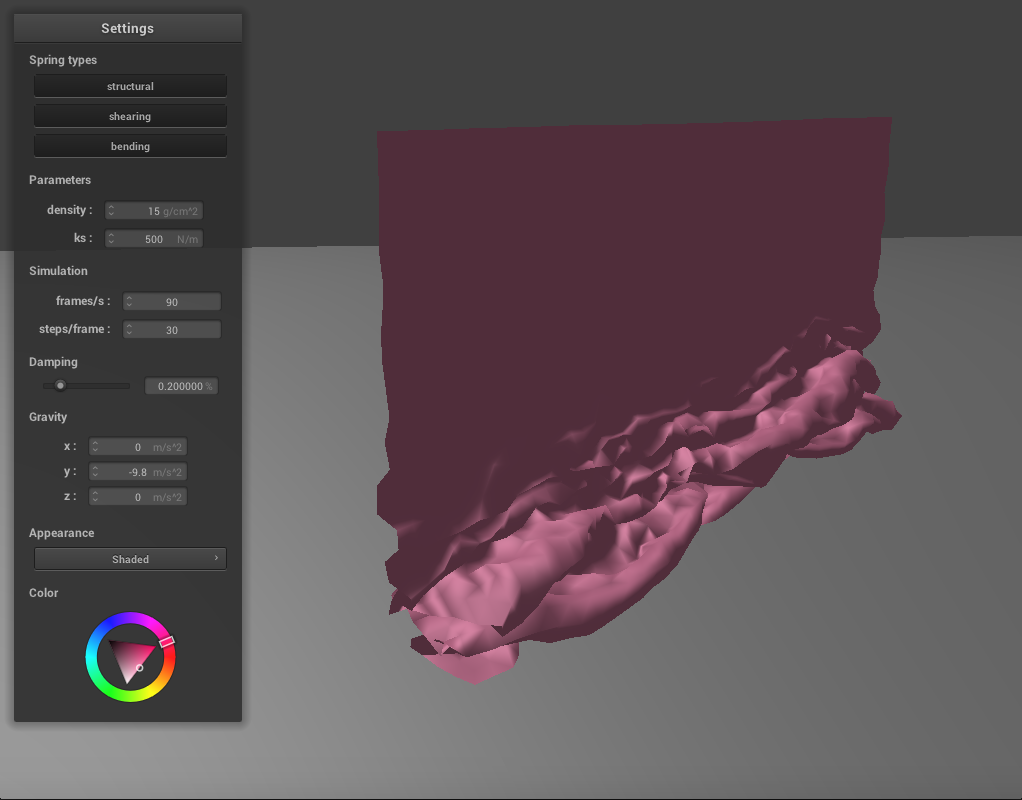 Settings
Spring types
structural
shearing
bending
Parameters
density : 15 g/cm^2
ks : 500 N/m
Simulation
frames/s : 90
steps/frame : 30
Damping
0.200000 %
Gravity
x : 0 m/s^2
y : -9.8 m/s^2
z : 0 m/s^2
Appearance
Shaded ›
Color